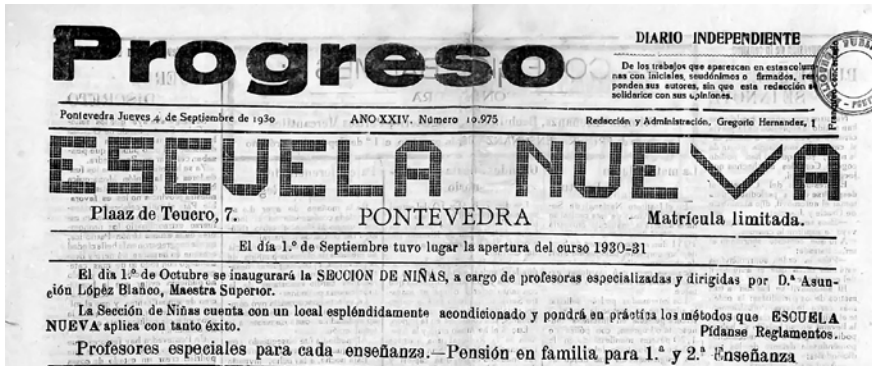 Progreso
DIARIO INDEPENDIENTE
De los trabajos que aparezcan en estas colum
nas con iniciales, seudónimos o firmados, res
ponden sus autores, sin que esta redacción se
solidarice con sus opiniones.
Pontevedra Jueves 4 de Septiembre de 1930
AÑO XXIV. Número 10.975
Redacción y Administración, Gregorio Hernandez, 1
ESCUELA NUEVA
Plaaz de Teucro, 7.
PONTEVEDRA
Matrícula limitada.
El día 1.º de Septiembre tuvo lugar la apertura del curso 1930-31
El dia 1.º de Octubre se inaugurará la SECCION DE NIÑAS, a cargo de profesoras especializadas y dirigidas por D.ª Asun-
ción López Blanco, Maestra Superior.
La Sección de Niñas cuenta con un local espléndidamente acondicionado y pondrá en práctica los métodos que ESCUELA
NUEVA aplica con tanto éxito.
Pídanse Reglamentos.
Profesores especiales para cada enseñanza.—Pensión en familia para 1.ª y 2.ª Enseñanza